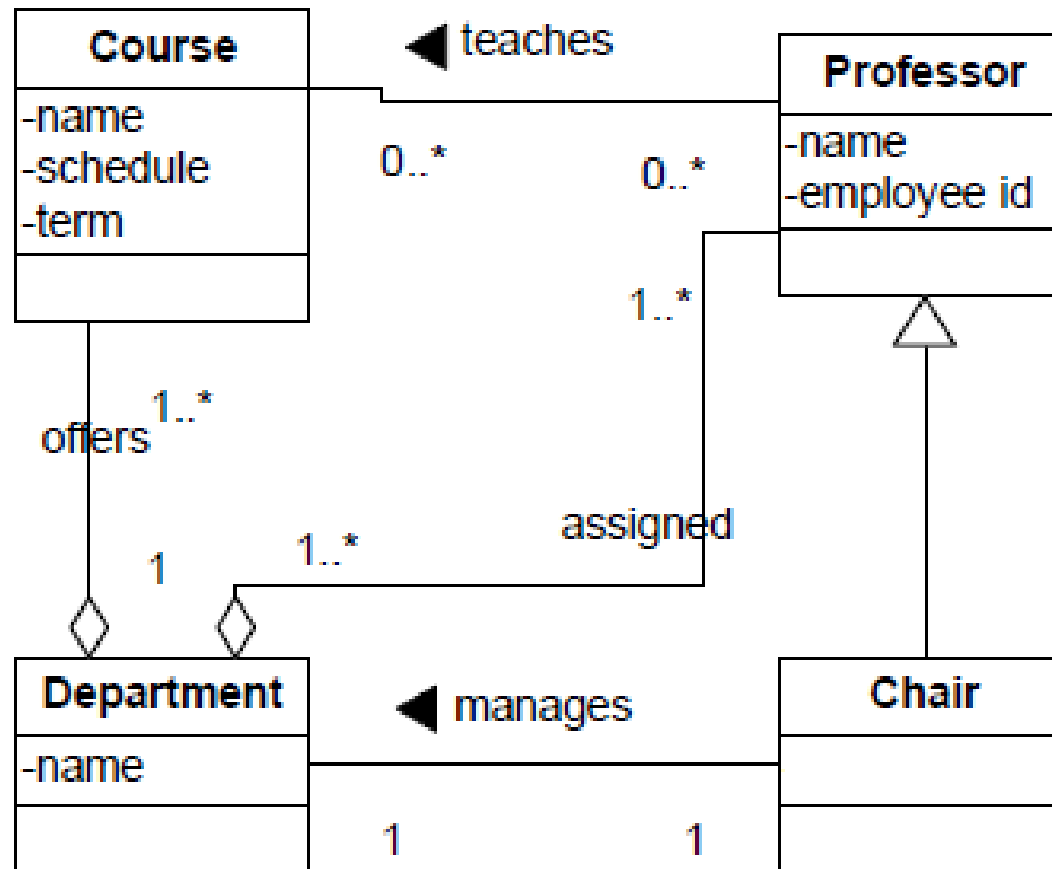 Course
-name
-schedule
-term
teaches
0..*
0..*
Professor
-name
-employee id
1..*
offers
1..*
1
1..*
assigned
Department
-name
manages
1
1
Chair